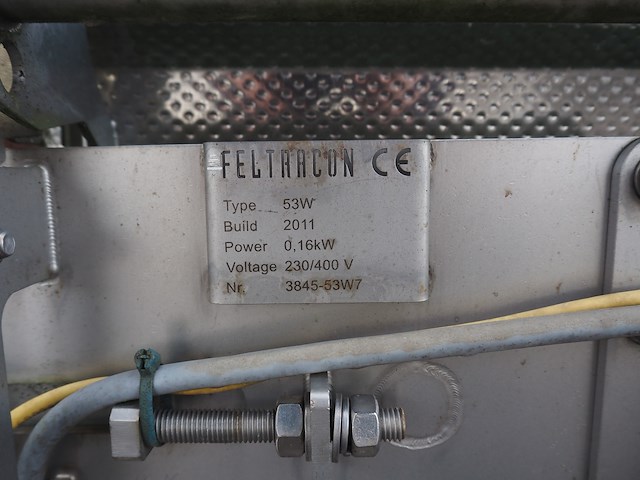 FELTRACON CE
Type 53W
Build 2011
Power 0,16kW
Voltage 230/400 V
Nr. 3845-53W7